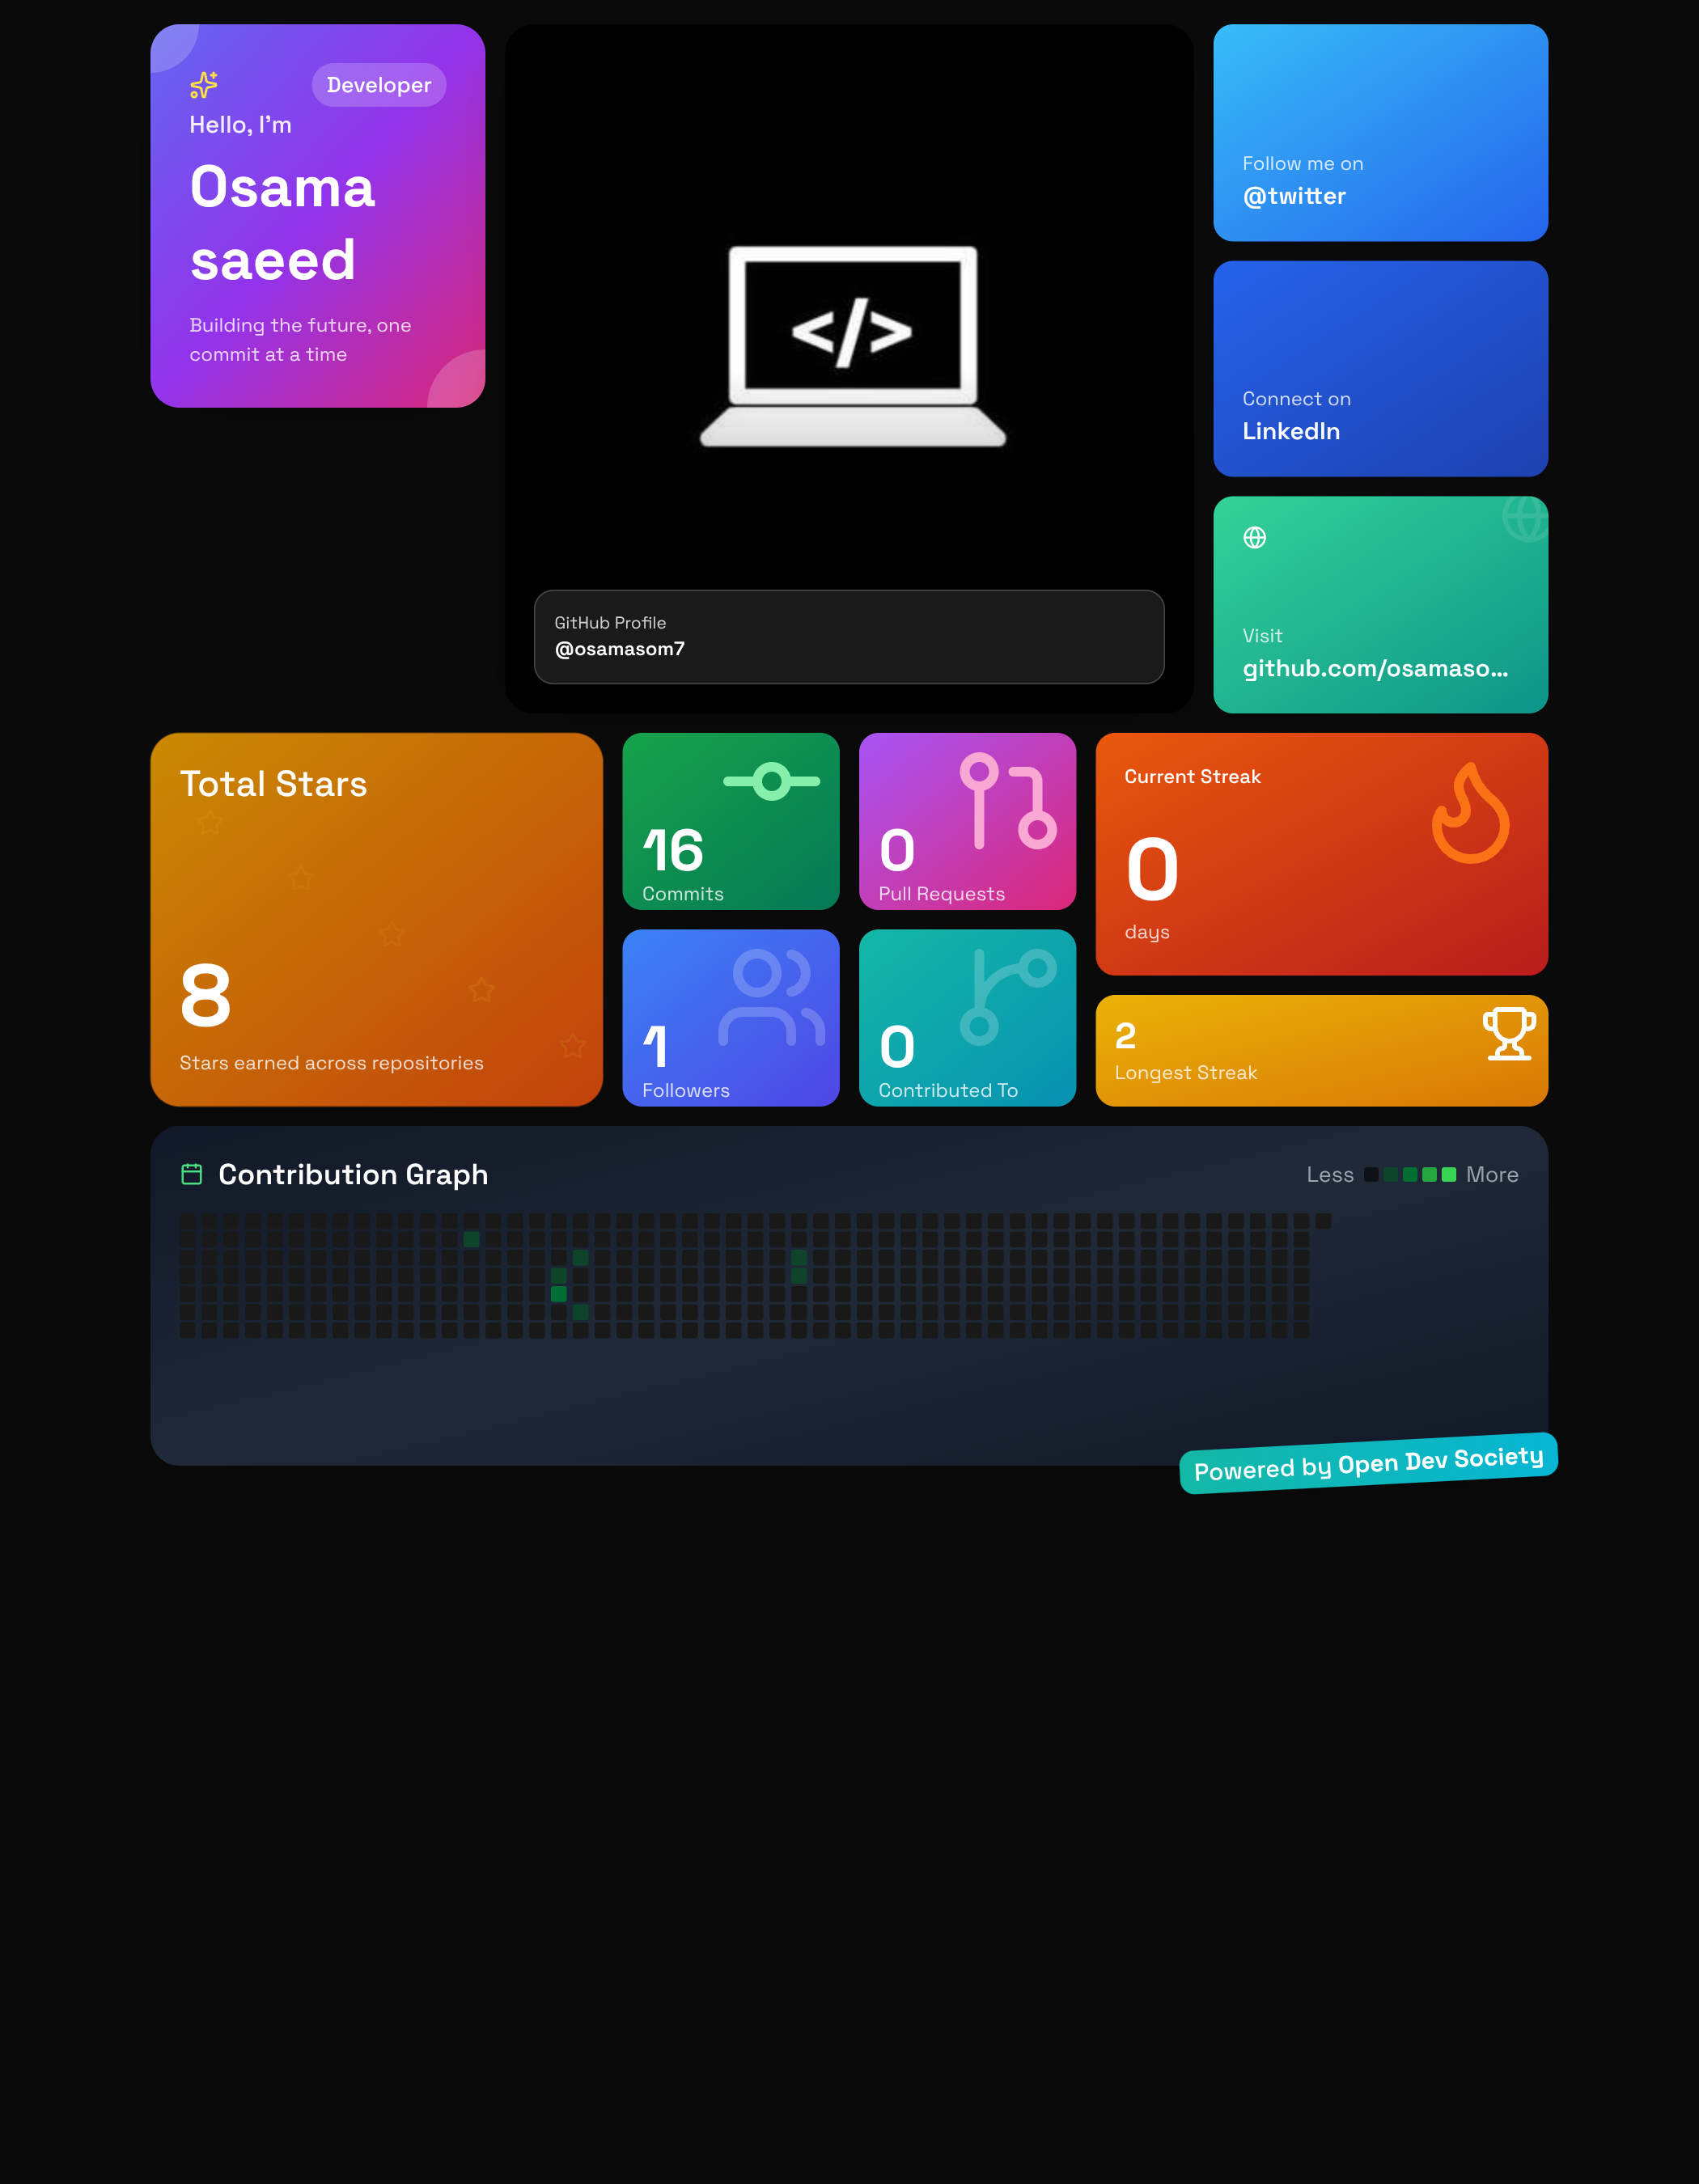 Developer
Hello, I'm
Osama
saeed
Building the future, one
commit at a time
</>
GitHub Profile
@osamasom7
Follow me on
@twitter
Connect on
LinkedIn
Visit
github.com/osamaso...
Total Stars
8
Stars earned across repositories
16
Commits
0
Pull Requests
1
Followers
0
Contributed To
Current Streak
0
days
2
Longest Streak
Contribution Graph
Less More
Powered by Open Dev Society